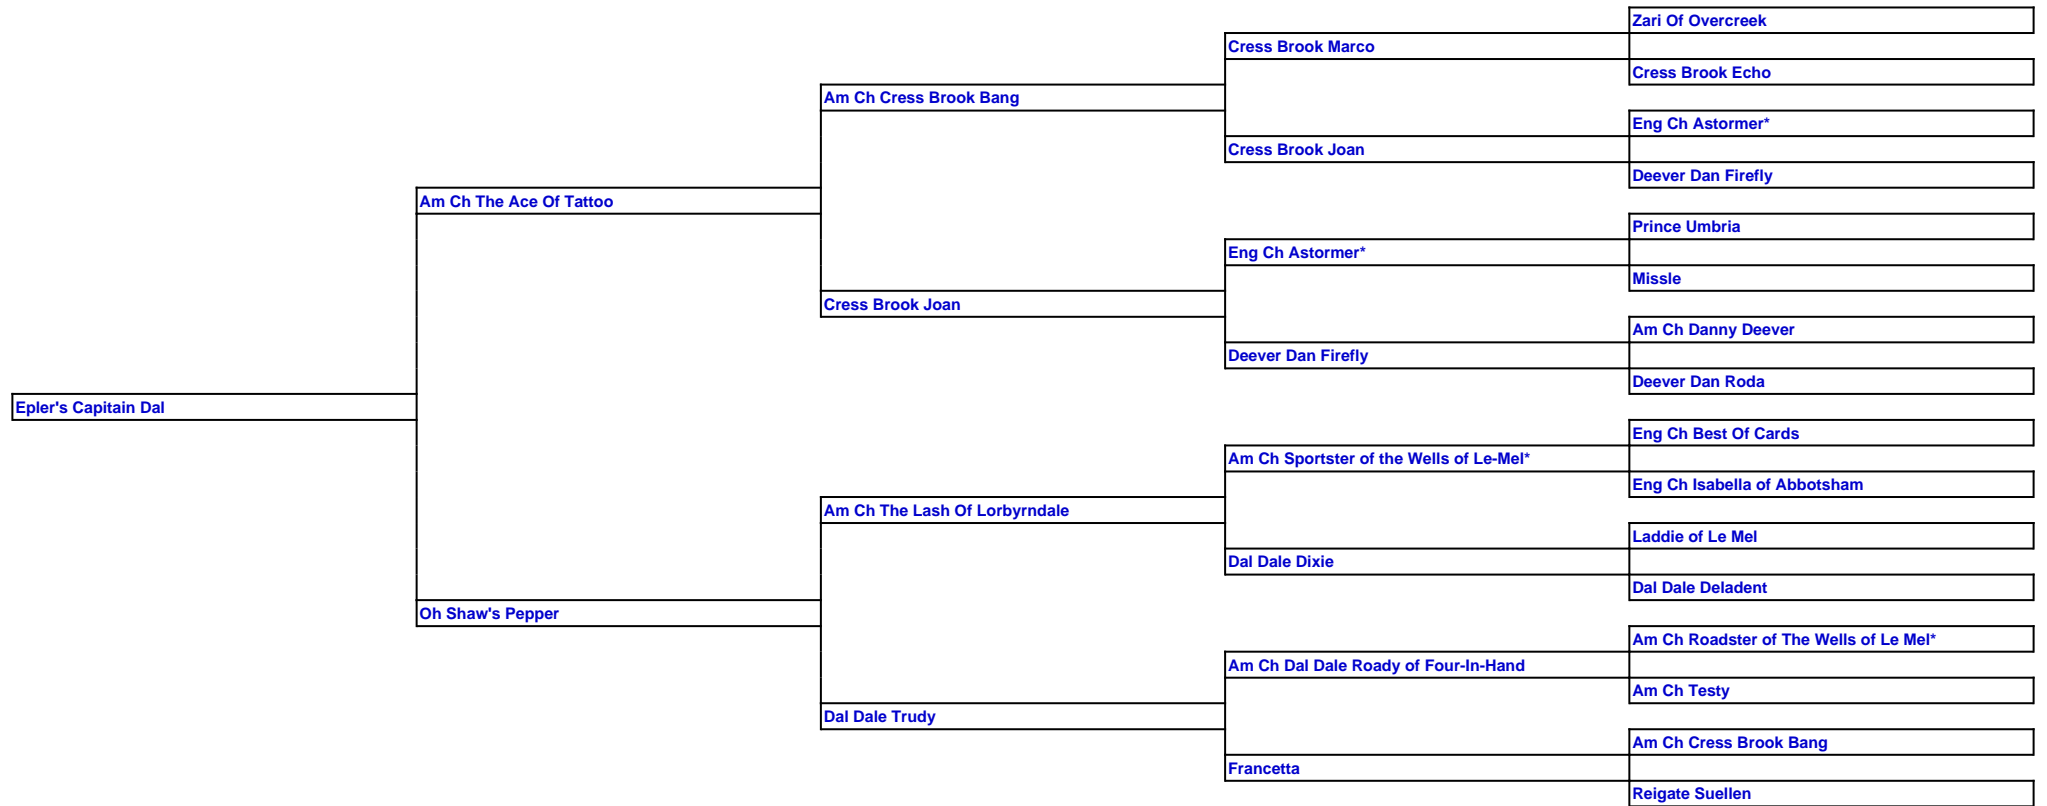 Zari Of Overcreek
Cress Brook Marco
Cress Brook Echo
Am Ch Cress Brook Bang
Eng Ch Astormer*
Cress Brook Joan
Deever Dan Firefly
Am Ch The Ace Of Tattoo
Prince Umbria
Eng Ch Astormer*
Missle
Cress Brook Joan
Am Ch Danny Deever
Deever Dan Firefly
Deever Dan Roda
Epler's Capitain Dal
Eng Ch Best Of Cards
Am Ch Sportster of the Wells of Le-Mel*
Eng Ch Isabella of Abbotsham
Am Ch The Lash Of Lorbyrndale
Laddie of Le Mel
Dal Dale Dixie
Dal Dale Deladent
Oh Shaw's Pepper
Am Ch Roadster of The Wells of Le Mel*
Am Ch Dal Dale Roady of Four-In-Hand
Am Ch Testy
Dal Dale Trudy
Am Ch Cress Brook Bang
Francetta
Reigate Suellen